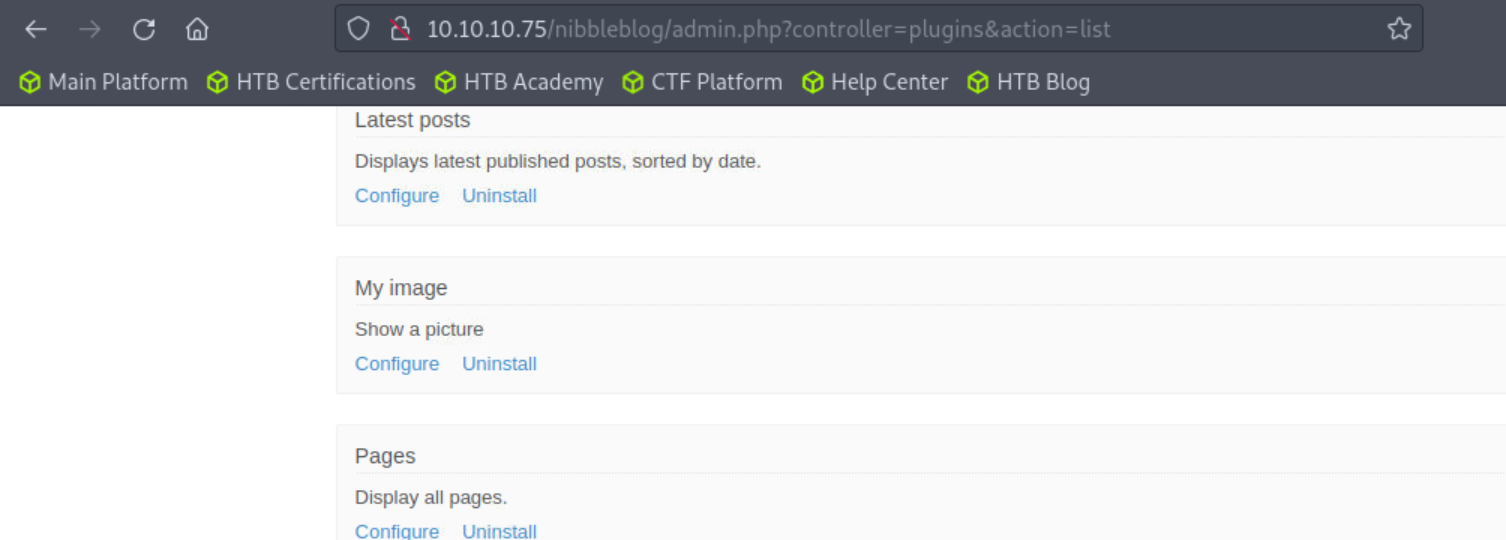 10.10.10.75/nibbleblog/admin.php?controller=plugins&action=list
Main Platform HTB Certifications HTB Academy CTF Platform Help Center HTB Blog
Latest posts
Displays latest published posts, sorted by date.
Configure Uninstall
My image
Show a picture
Configure Uninstall
Pages
Display all pages.
Configure Uninstall